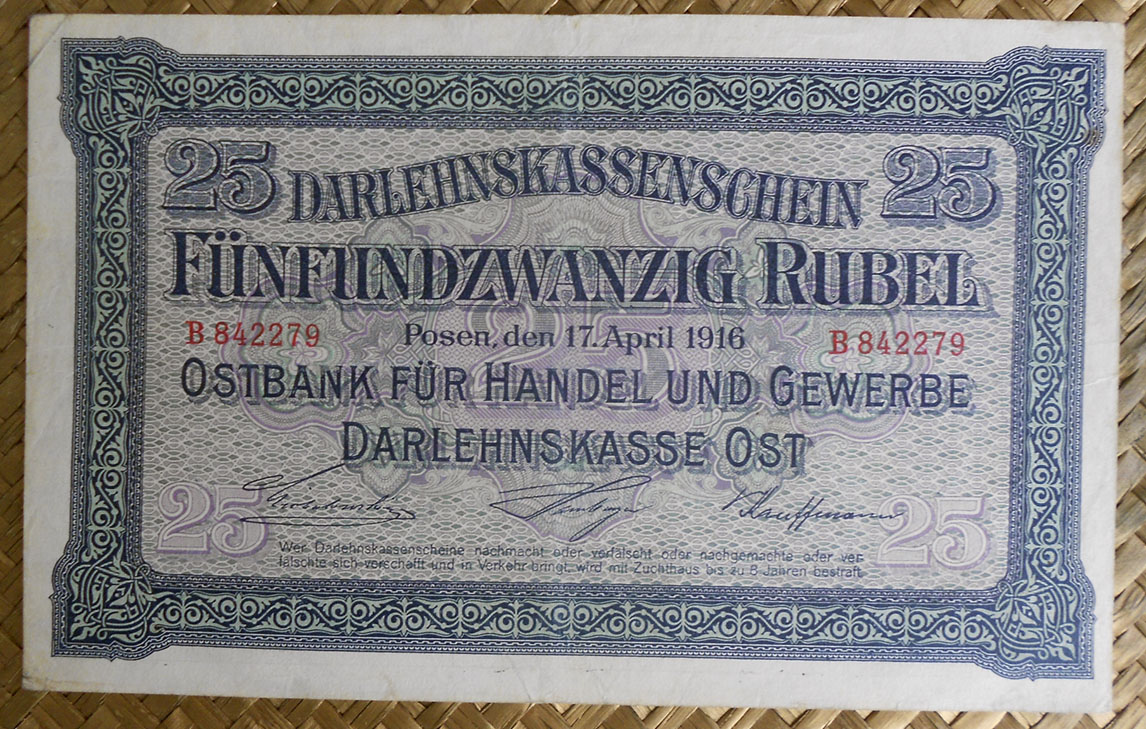 25 DARLEHNSKASSENSCHEIN 25
FÜNFUNDZWANZIG RUBEL
B 842279 Posen, den 17. April 1916 B 842279
OSTBANK FÜR HANDEL UND GEWERBE
DARLEHNSKASSE OST
25 25
Wer Darlehnskassenscheine nachmacht oder verfälscht oder nachgemachte oder ver-
fälschte sich verschafft und in Verkehr bringt, wird mit Zuchthaus bis zu 8 Jahren bestraft.